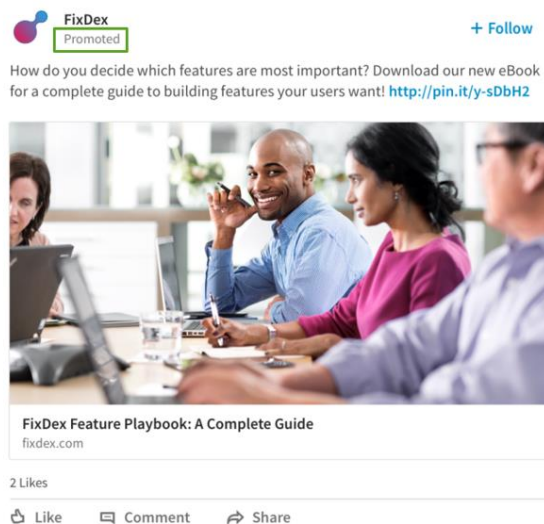 FixDex
Promoted
+ Follow
How do you decide which features are most important? Download our new eBook
for a complete guide to building features your users want! http://pin.it/y-sDbH2
FixDex Feature Playbook: A Complete Guide
fixdex.com
2 Likes
Like Comment Share